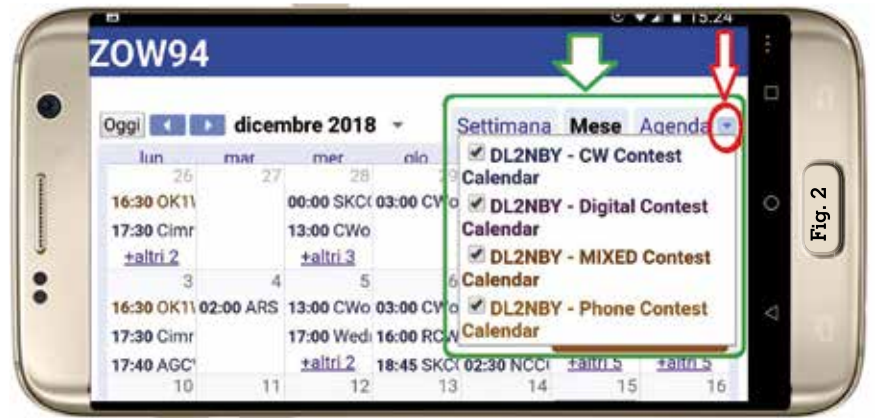 15:24
ZOW94
Oggi dicembre 2018 Settimana Mese Agenda
lun mar mer gio
DL2NBY - CW Contest
Calendar
DL2NBY - Digital Contest
Calendar
DL2NBY - MIXED Contest
Calendar
DL2NBY - Phone Contest
Calendar
26 27 28 29
16:30 OK1 00:00 SKC 03:00 CWo
17:30 Cimr 13:00 CWo
+altri 2 +altri 3
3 4 5 6
16:30 OK1 02:00 ARS 13:00 CWo 03:00 CWo
17:30 Cimr 17:00 Wed 16:00 RCW
17:40 AGC +altri 2 18:45 SKC 02:30 NCC +altri 5 +altri 5
10 11 12 13 14 15 16
Fig. 2